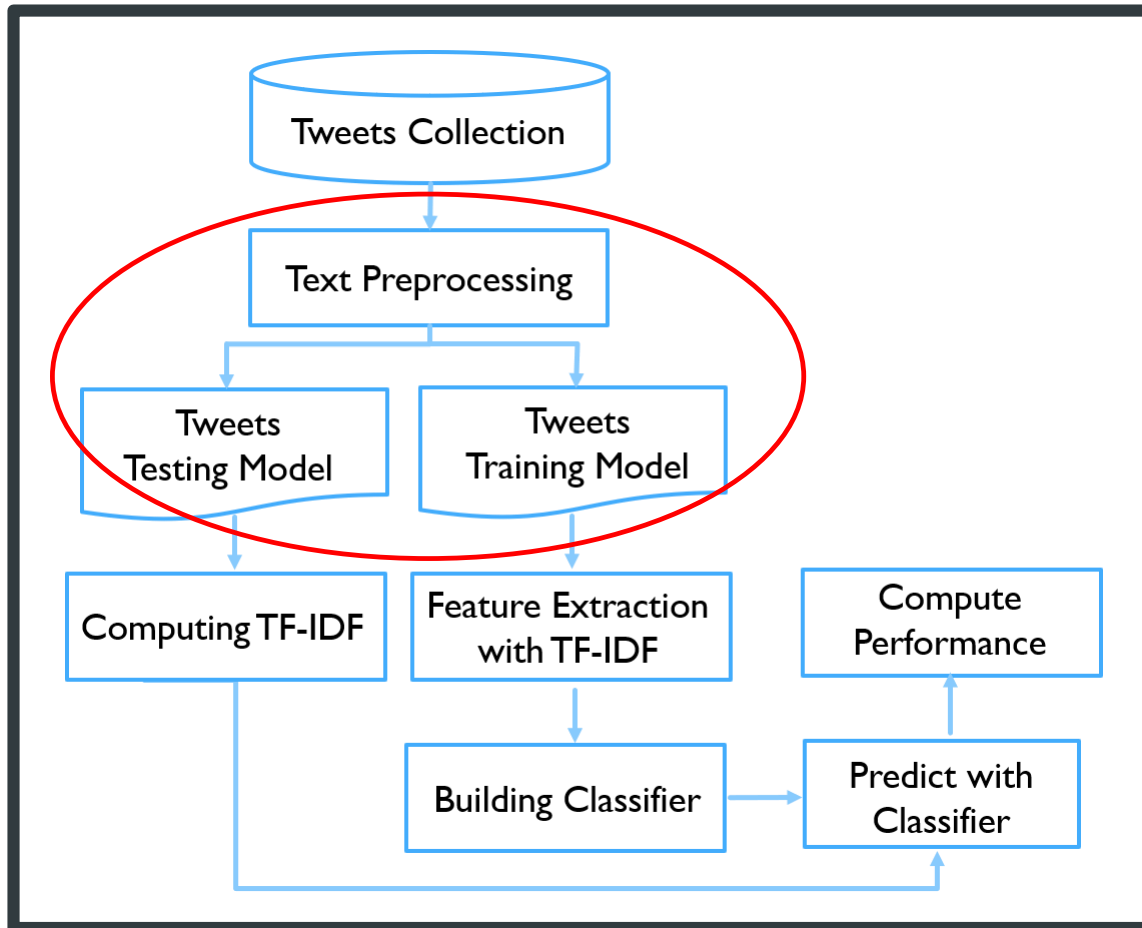 Tweets Collection
Text Preprocessing
Tweets
Testing Model
Tweets
Training Model
Computing TF-IDF
Feature Extraction
with TF-IDF
Compute
Performance
Building Classifier
Predict with
Classifier